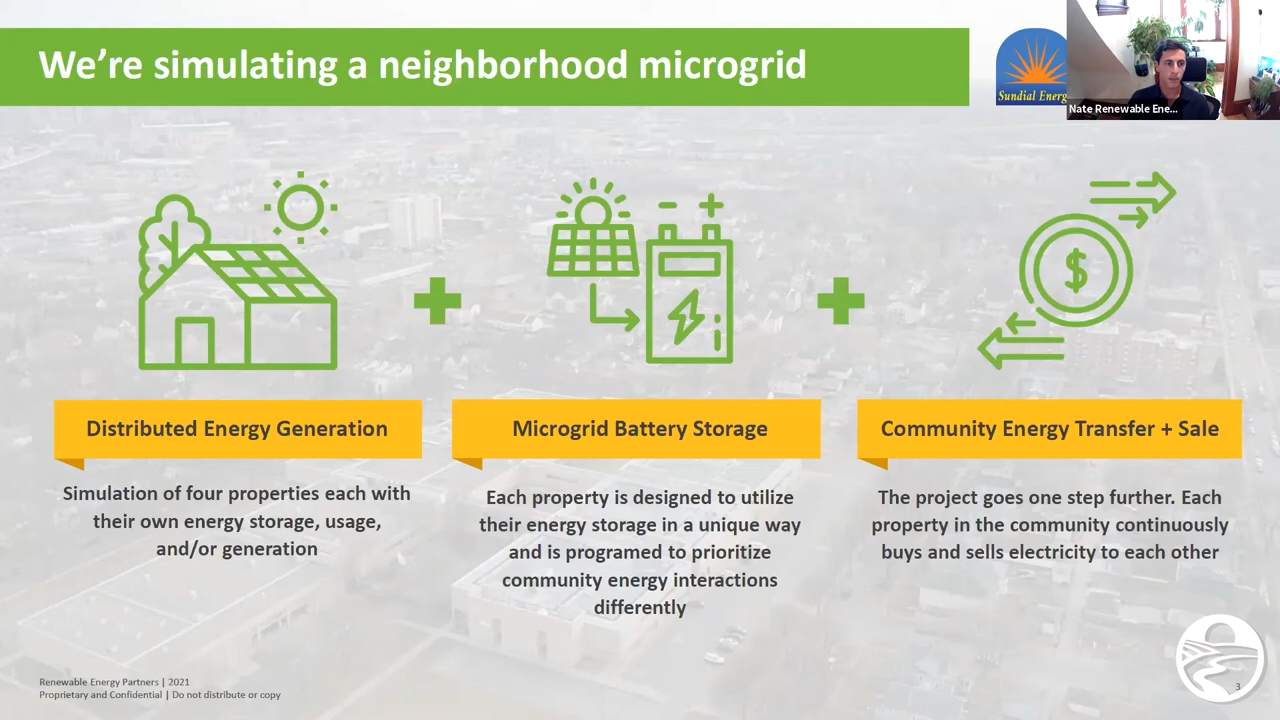 We're simulating a neighborhood microgrid
Sundial Energ
Nate Renewable Ene...
$
Distributed Energy Generation
Microgrid Battery Storage
Community Energy Transfer + Sale
Simulation of four properties each with
their own energy storage, usage,
and/or generation
Each property is designed to utilize
their energy storage in a unique way
and is programed to prioritize
community energy interactions
differently
The project goes one step further. Each
property in the community continuously
buys and sells electricity to each other
Renewable Energy Partners | 2021
Proprietary and Confidential | Do not distribute or copy
3